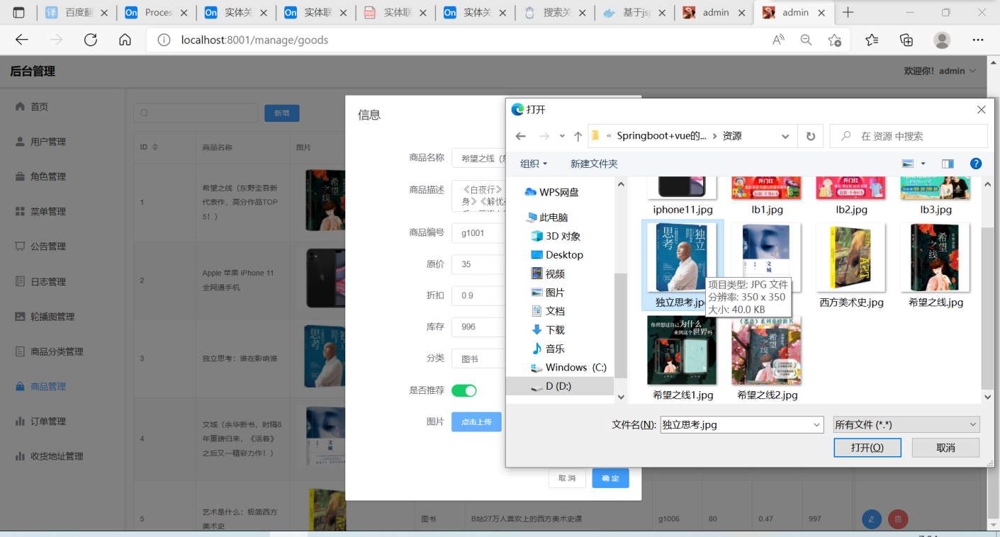 百度翻
Proces
实体关
实体联
实体联
实体关
搜索关
基于jsp
admin
admin
localhost:8001/manage/goods
后台管理
欢迎你！admin
首页
用户管理
角色管理
菜单管理
公告管理
日志管理
轮播图管理
商品分类管理
商品管理
订单管理
收货地址管理
新增
ID 商品名称 图片
1
希望之线（东野圭吾新
代表作，高分作品TOP
5！）
2
Apple 苹果 iPhone 11
全网通手机
3
独立思考：谁在影响谁
4
文城（余华新书，时隔8
年重磅归来，《活着》
之后又一精彩力作！）
5
艺术是什么：极简西方
美术史
图书
B站27万人喜欢上的西方美术史课
g1006
80
0.47
997
信息
商品名称
希望之线（
商品描述
《白夜行》
身》《解忧
商品编号
g1001
原价
35
折扣
0.9
库存
996
分类
图书
是否推荐
图片
点击上传
取 消
确 定
打开
« Springboot+vue的... › 资源
在 资源 中搜索
组织
新建文件夹
WPS网盘
此电脑
3D 对象
Desktop
视频
图片
文档
下载
音乐
Windows (C:)
D (D:)
iphone11.jpg
lb1.jpg
lb2.jpg
lb3.jpg
独立思考.jp
项目类型: JPG 文件
分辨率: 350 x 350
大小: 40.0 KB
西方美术史.jpg
希望之线.jpg
希望之线1.jpg
希望之线2.jpg
文件名(N):
独立思考.jpg
所有文件 (*.*)
打开(O)
取消